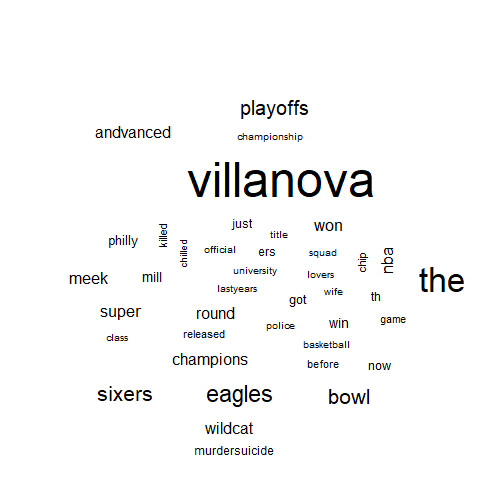 playoffs
andvanced
championship
villanova
just
won
philly
killed
title
chilled
official
ers
squad
chip
nba
university
lovers
meek
mill
the
lastyears
wife
got
th
super
round
police
win
game
class
released
basketball
champions
before
now
sixers
eagles
bowl
wildcat
murdersuicide